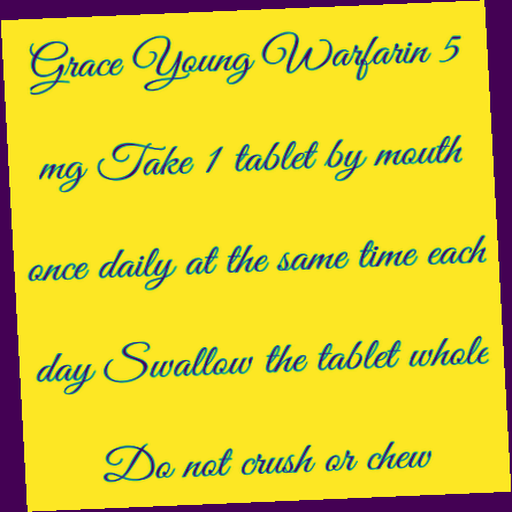 Grace Young Warfarin 5
mg Take 1 tablet by mouth
once daily at the same time each
day Swallow the tablet whole
Do not crush or chew